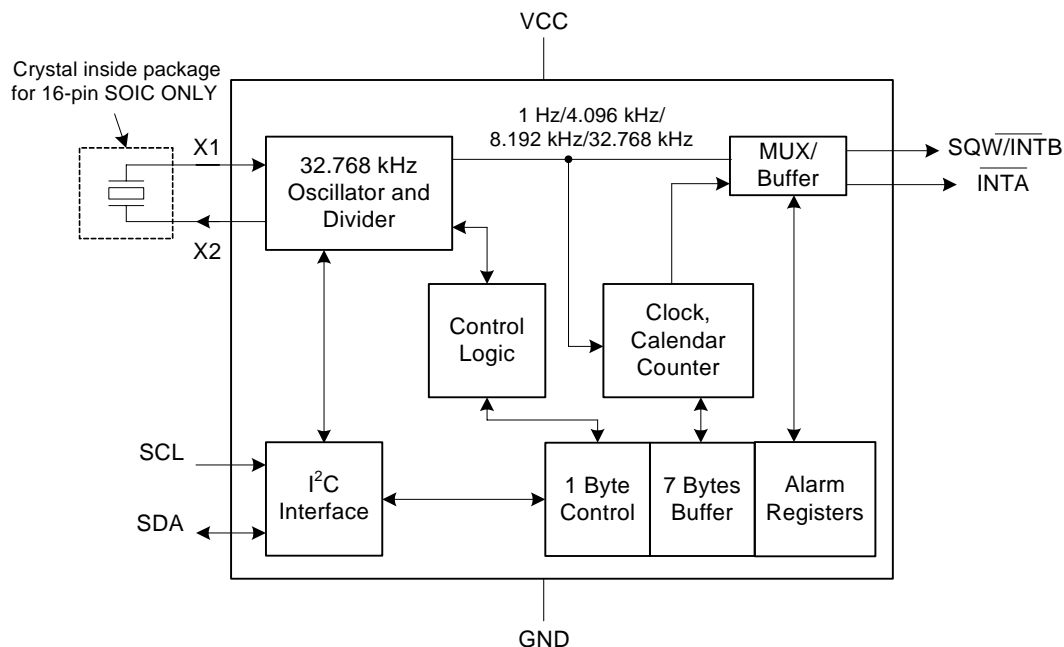 VCC
Crystal inside package
for 16-pin SOIC ONLY
1 Hz/4.096 kHz/
8.192 kHz/32.768 kHz
X1
X2
32.768 kHz
Oscillator and
Divider
MUX/
Buffer
SQW/INTB
INTA
Control
Logic
Clock,
Calendar
Counter
SCL
SDA
I²C
Interface
1 Byte
Control
7 Bytes
Buffer
Alarm
Registers
GND